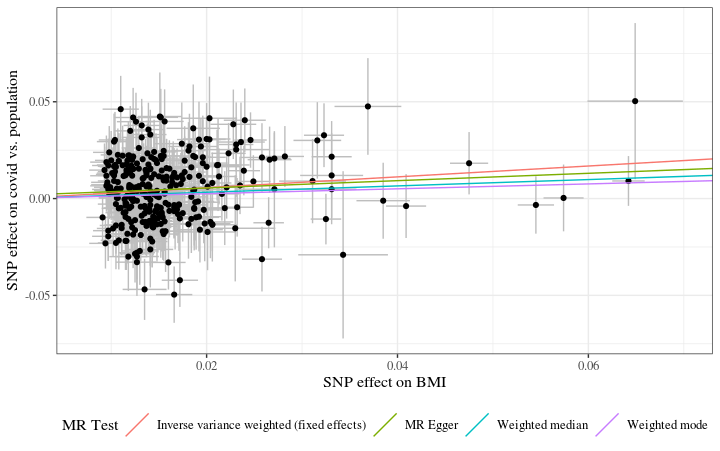 SNP effect on covid vs. population
0.05
0.00
-0.05
0.02
0.04
0.06
SNP effect on BMI
MR Test
Inverse variance weighted (fixed effects)
MR Egger
Weighted median
Weighted mode